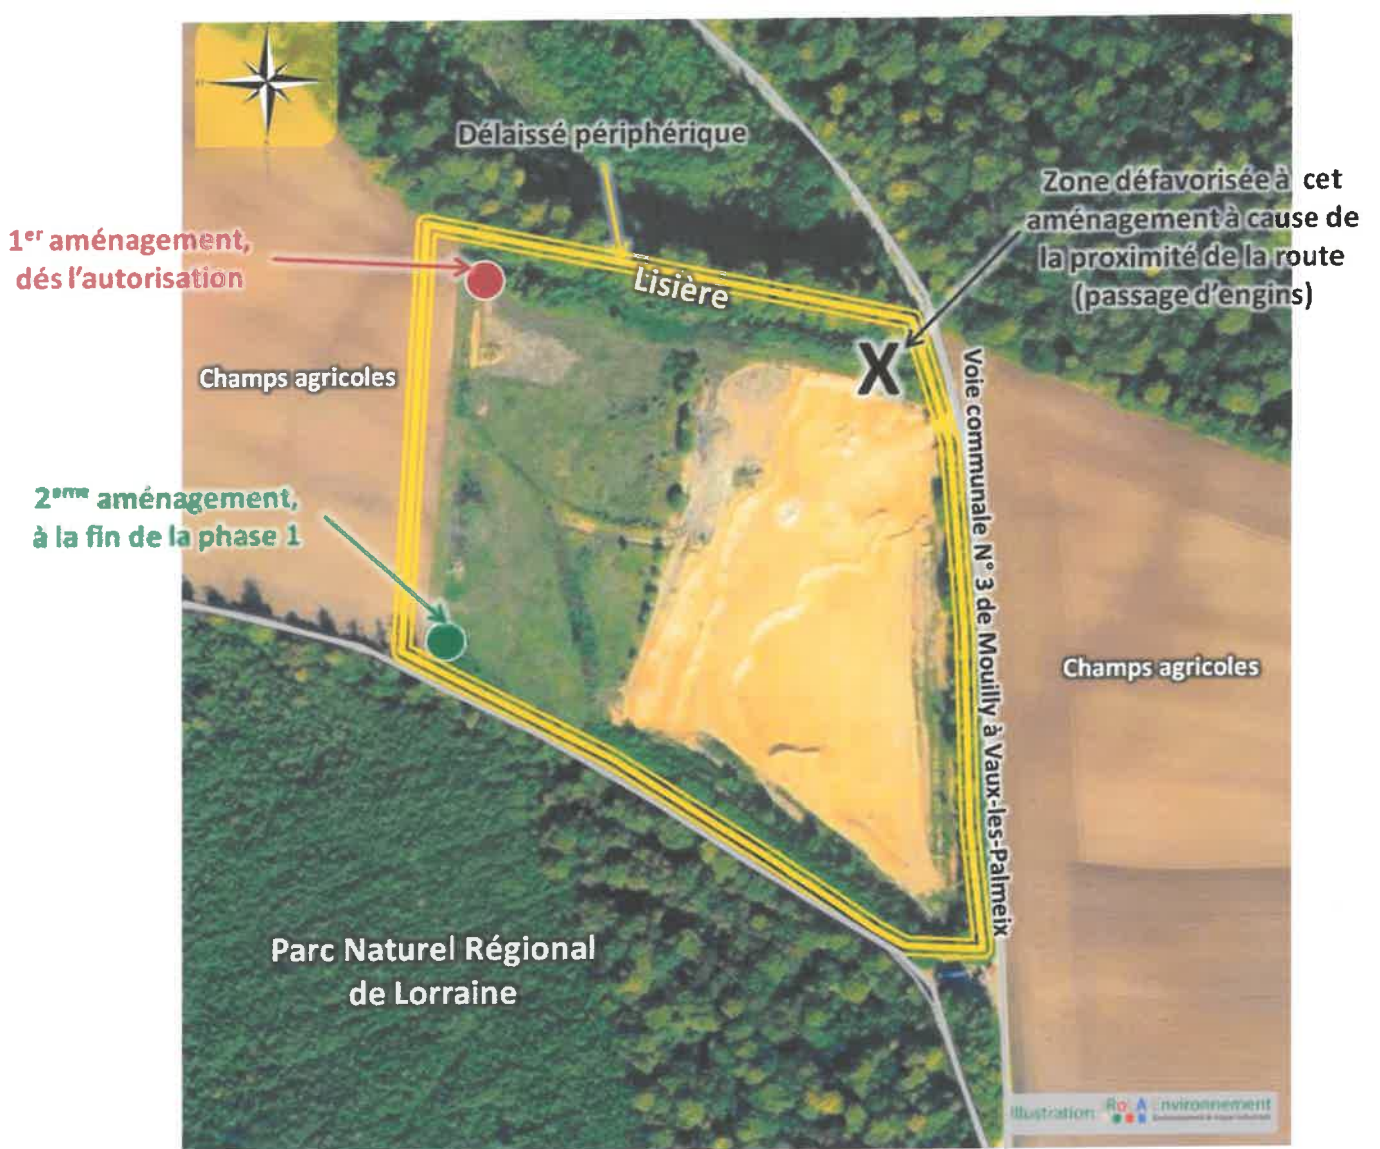 Délaissé périphérique
Zone défavorisée à cet
aménagement à cause de
la proximité de la route
(passage d'engins)
1er aménagement,
dés l'autorisation
Lisière
X
Champs agricoles
Voie communale N° 3 de Mouilly à Vaux-les-Palmeix
2eme aménagement,
à la fin de la phase 1
Champs agricoles
Parc Naturel Régional
de Lorraine
Illustration
Environnement